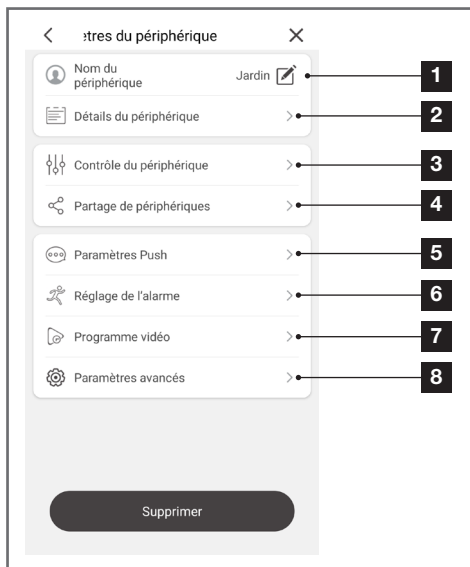 ètres du périphérique
Nom du
périphérique
Jardin
1
Détails du périphérique
2
Contrôle du périphérique
3
Partage de périphériques
4
Paramètres Push
5
Réglage de l'alarme
6
Programme vidéo
7
Paramètres avancés
8
Supprimer